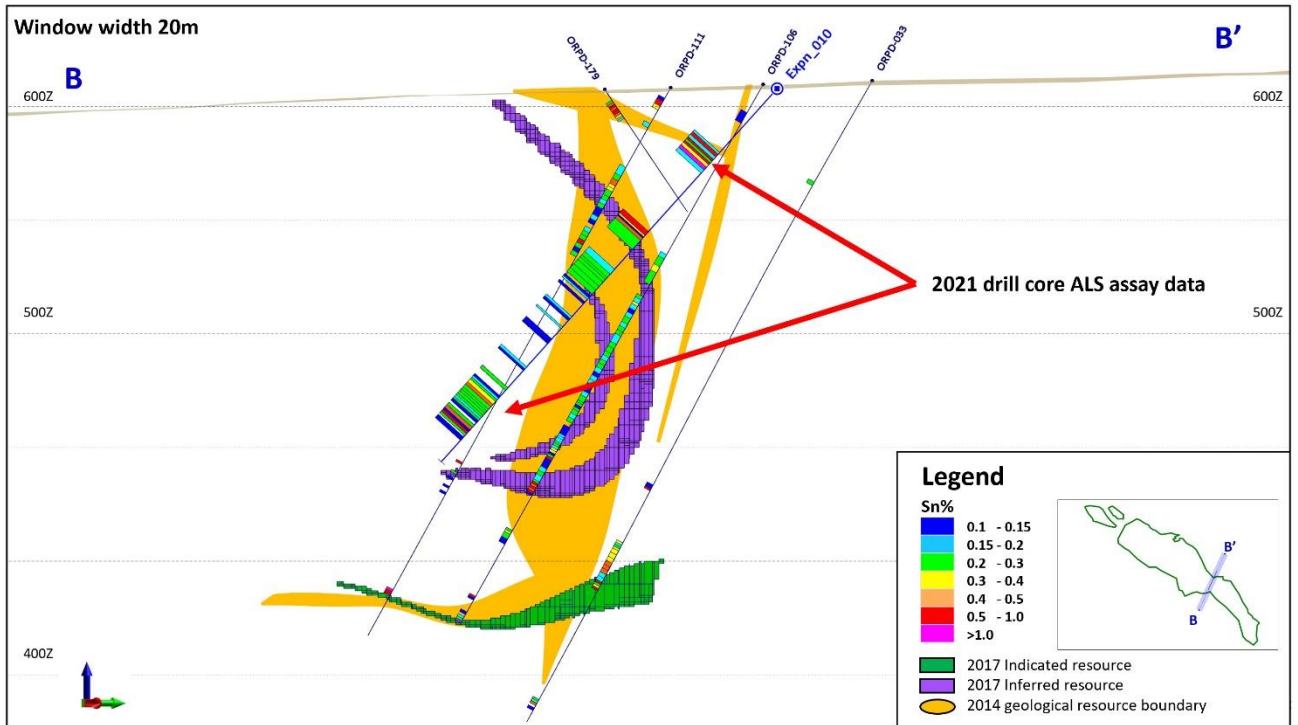 Window width 20m
B
B'
ORPD-179
ORPD-111
ORPD-106
Expn_010
ORPD-033
600Z
600Z
2021 drill core ALS assay data
500Z
500Z
400Z
Legend
Sn%
0.1 - 0.15
0.15 - 0.2
0.2 - 0.3
0.3 - 0.4
0.4 - 0.5
0.5 - 1.0
>1.0
B'
B
2017 Indicated resource
2017 Inferred resource
2014 geological resource boundary